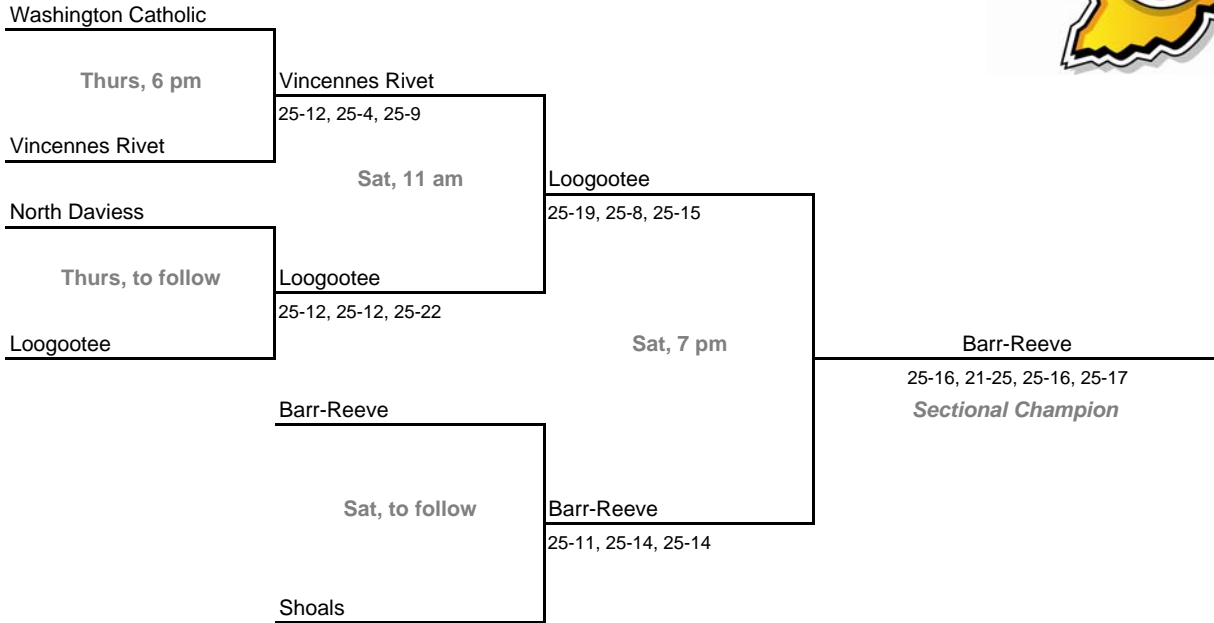 Washington Catholic
Thurs, 6 pm
Vincennes Rivet
25-12, 25-4, 25-9
Vincennes Rivet
Sat, 11 am
Loogootee
North Daviess
25-19, 25-8, 25-15
Thurs, to follow
Loogootee
25-12, 25-12, 25-22
Loogootee
Sat, 7 pm
Barr-Reeve
25-16, 21-25, 25-16, 25-17
Barr-Reeve
Sectional Champion
Sat, to follow
Barr-Reeve
25-11, 25-14, 25-14
Shoals